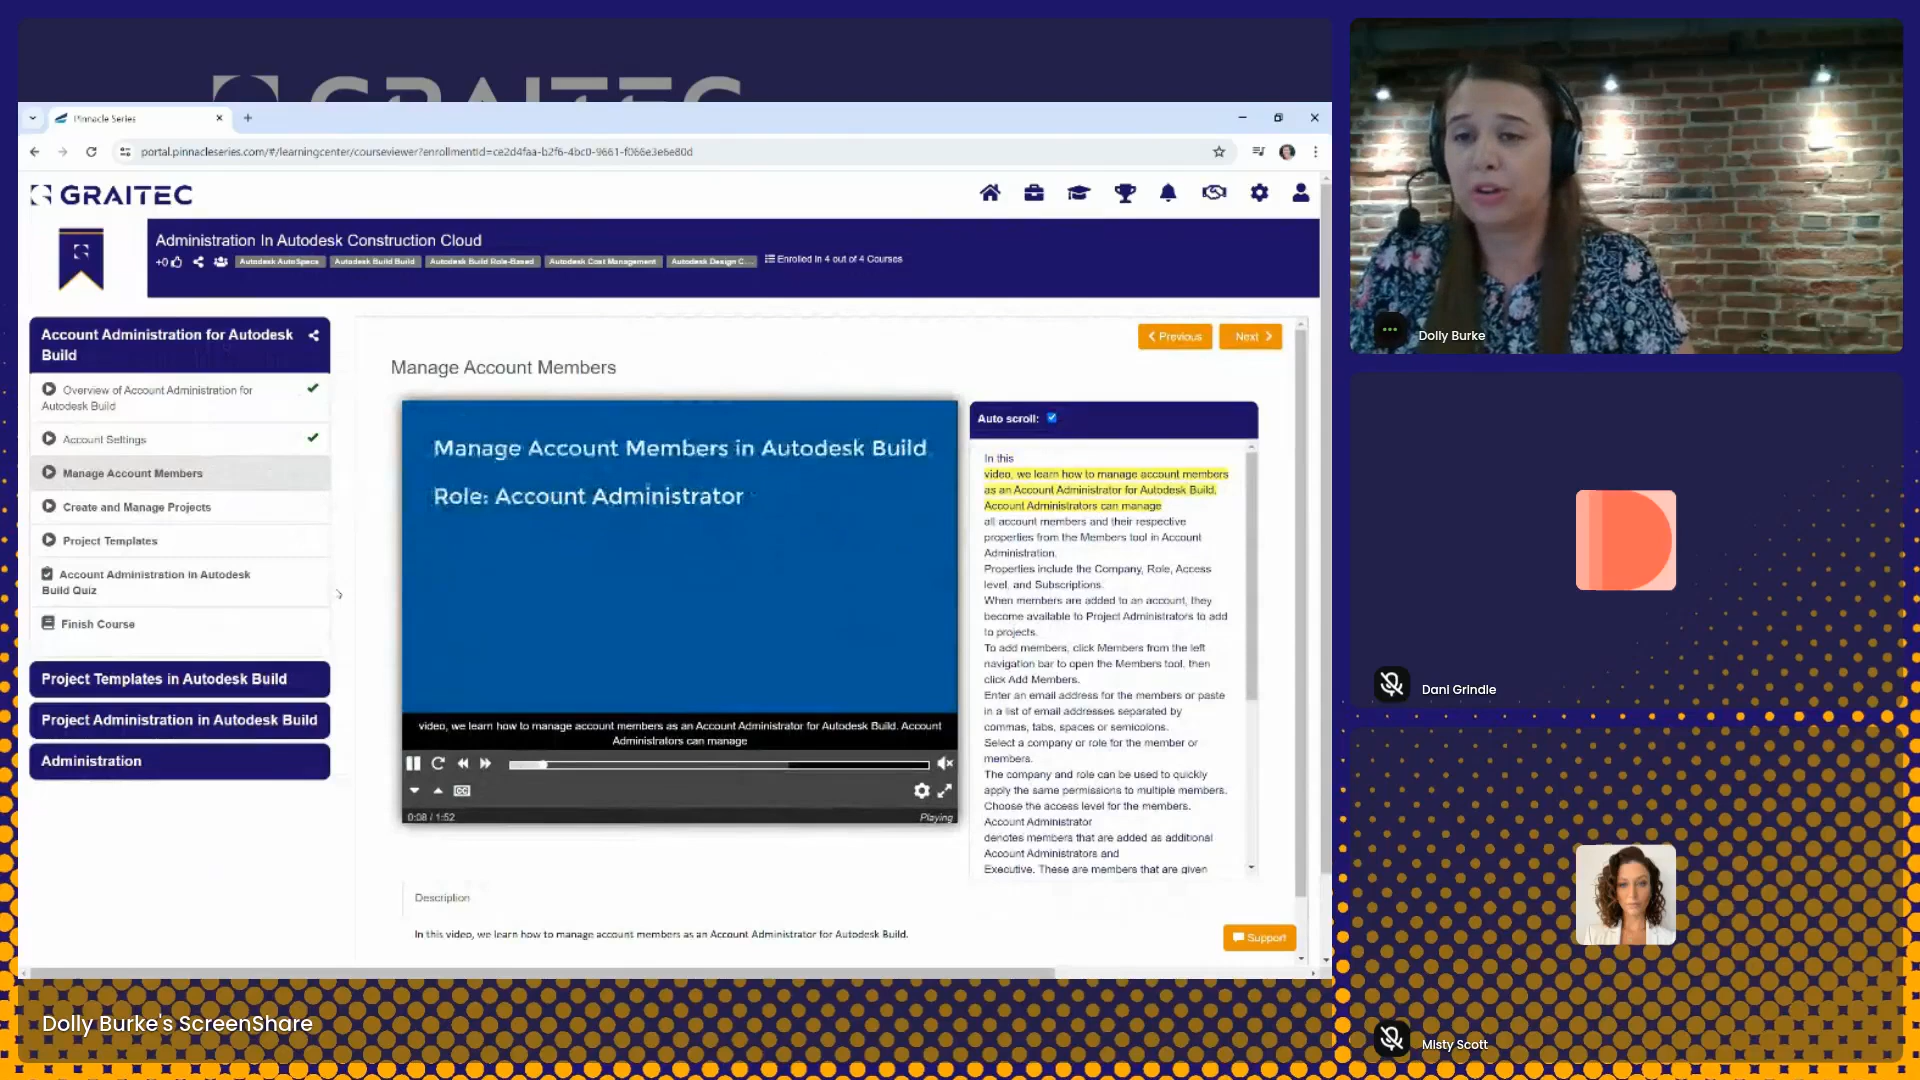 GRAITEC
Pinnacle Series
portal.pinnacleseries.com/#/learningcenter/courseviewer?enrollmentid=ce2d4faa-b2f6-4bc0-9661-f066e3e6e80d
GRAITEC
Administration In Autodesk Construction Cloud
+0
Autodesk AutoSpecs
Autodesk Build Build
Autodesk Build Role-Based
Autodesk Cost Management
Autodesk Design C...
Enrolled in 4 out of 4 Courses
Account Administration for Autodesk
Build
Overview of Account Administration for
Autodesk Build
Account Settings
Manage Account Members
Create and Manage Projects
Project Templates
Account Administration in Autodesk
Build Quiz
Finish Course
Project Templates in Autodesk Build
Project Administration in Autodesk Build
Administration
Previous
Next
Manage Account Members
Manage Account Members in Autodesk Build
Role: Account Administrator
video, we learn how to manage account members as an Account Administrator for Autodesk Build. Account
Administrators can manage
CC
0:08 / 1:52
Playing
Auto scroll:
In this
video, we learn how to manage account members
as an Account Administrator for Autodesk Build.
Account Administrators can manage
all account members and their respective
properties from the Members tool in Account
Administration.
Properties include the Company, Role, Access
level, and Subscriptions.
When members are added to an account, they
become available to Project Administrators to add
to projects.
To add members, click Members from the left
navigation bar to open the Members tool, then
click Add Members.
Enter an email address for the members or paste
in a list of email addresses separated by
commas, tabs, spaces or semicolons.
Select a company or role for the member or
members.
The company and role can be used to quickly
apply the same permissions to multiple members.
Choose the access level for the members.
Account Administrator
denotes members that are added as additional
Account Administrators and
Executive. These are members that are given
Description
In this video, we learn how to manage account members as an Account Administrator for Autodesk Build.
Support
Dolly Burke's ScreenShare
Dolly Burke
Dani Grindle
Misty Scott